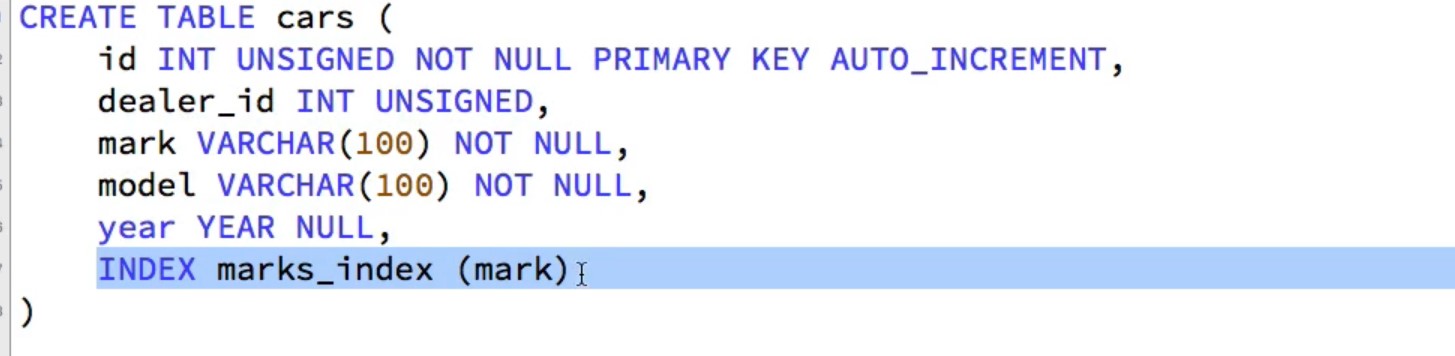 CREATE TABLE cars (
id INT UNSIGNED NOT NULL PRIMARY KEY AUTO_INCREMENT,
dealer_id INT UNSIGNED,
mark VARCHAR(100) NOT NULL,
model VARCHAR(100) NOT NULL,
year YEAR NULL,
INDEX marks_index (mark)
)